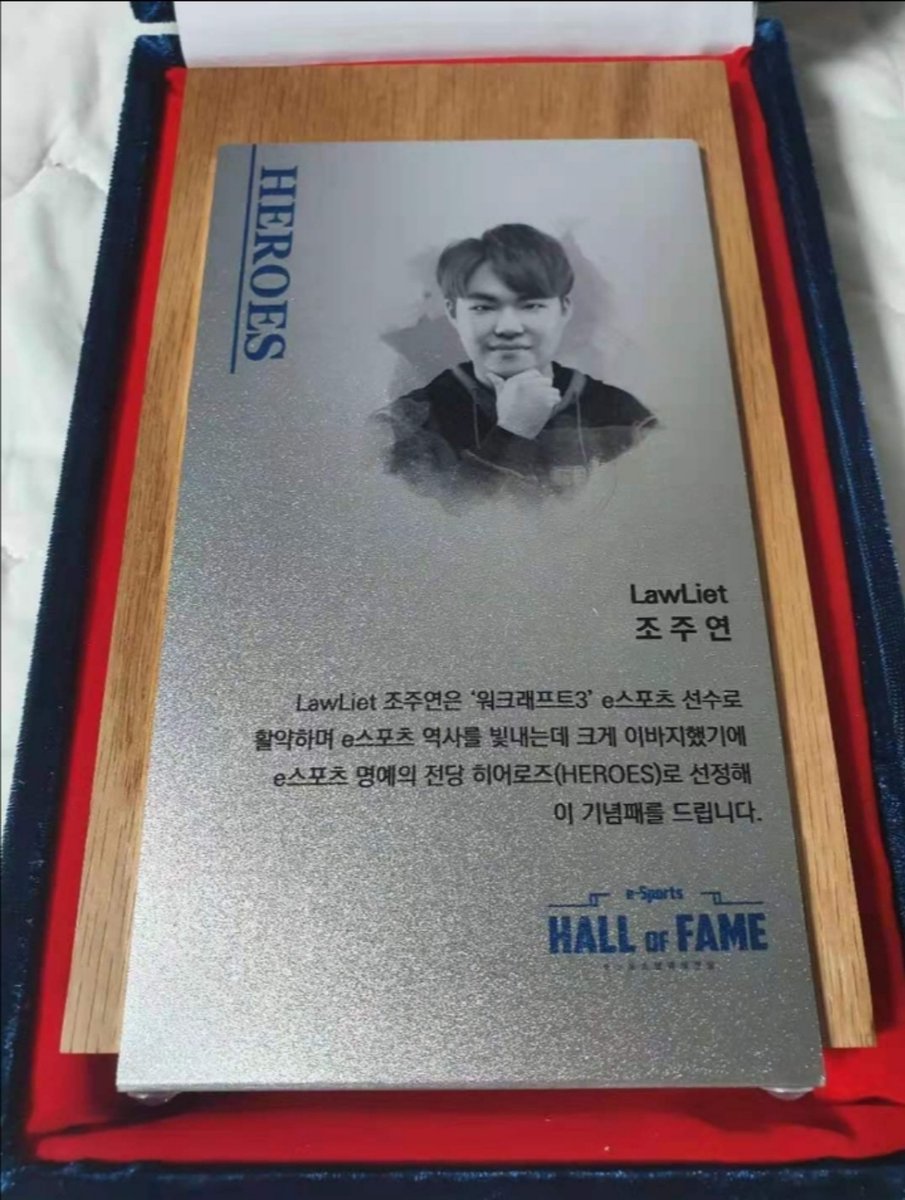 HEROES
LawLiet
조주연
LawLiet 조주연은 ‘워크래프트3’ e스포츠 선수로
활약하며 e스포츠 역사를 빛내는데 크게 이바지했기에
e스포츠 명예의 전당 히어로즈(HEROES)로 선정해
이 기념패를 드립니다.
e-Sports
HALL OF FAME